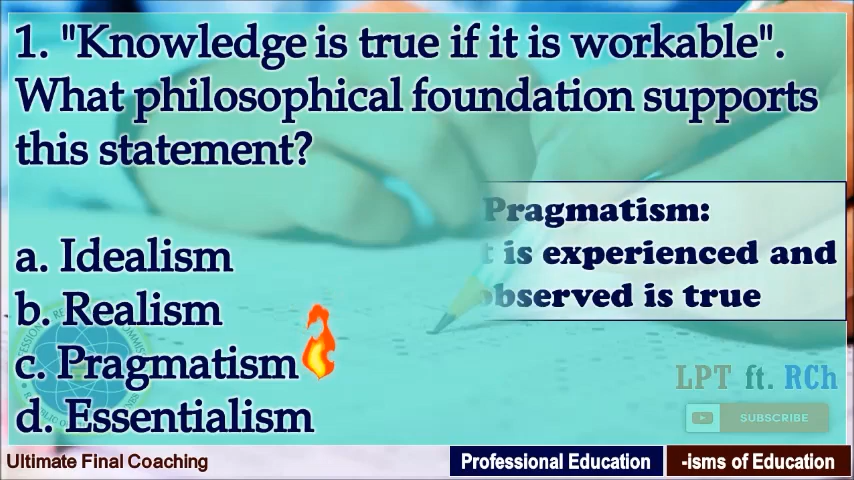 1. "Knowledge is true if it is workable".
What philosophical foundation supports
this statement?
a. Idealism
b. Realism
c. Pragmatism
d. Essentialism
Pragmatism:
t is experienced and
observed is true
LPT ft. RCh
SUBSCRIBE
Ultimate Final Coaching
Professional Education
-isms of Education